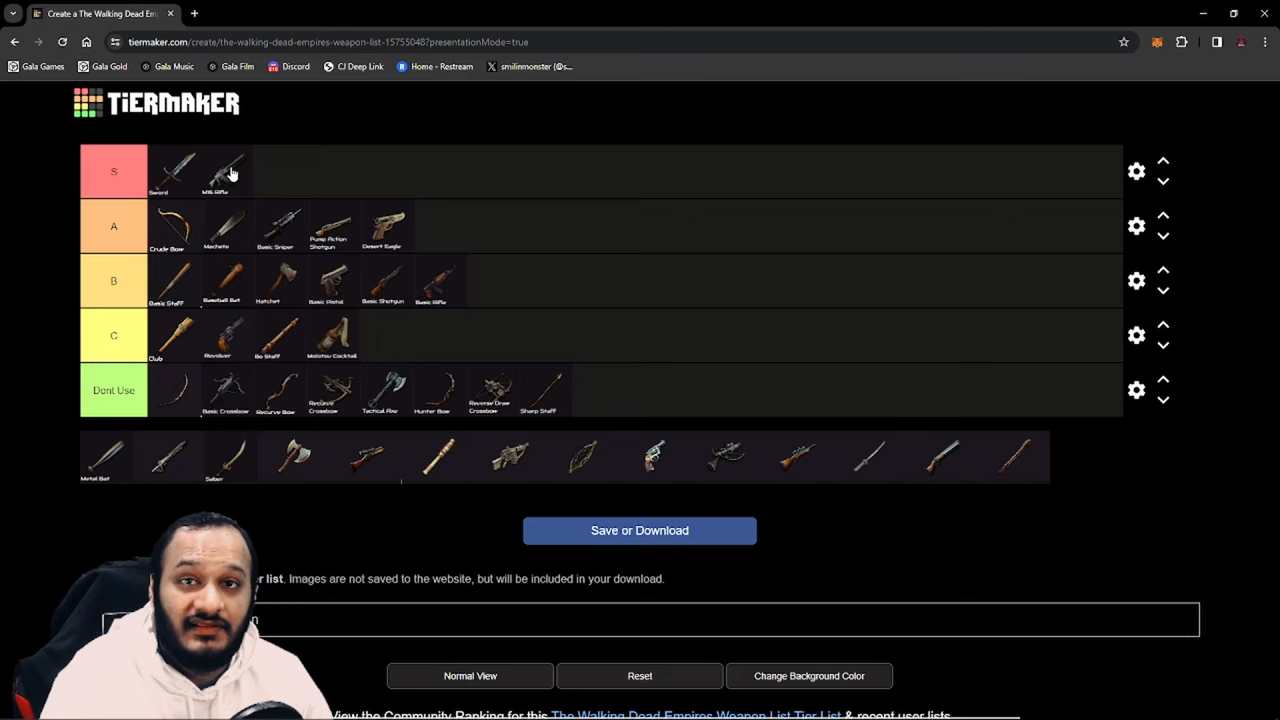 Create a The Walking Dead Em
tiermaker.com/create/the-walking-dead-empires-weapon-list-15755048?presentationMode=true
Gala Games Gala Gold Gala Music Gala Film Discord CJ Deep Link Home - Restream smilinmonster (@s...
TiERMAKER
S Sword M16 Rifle
A Crude Bow Machete Basic Sniper Pump Action Shotgun Desert Eagle
B Basic Staff Baseball Bat Hatchet Basic Pistol Basic Shotgun Basic Rifle
C Club Revolver Bo Staff Molotov Cocktail
Dont Use Basic Crossbow Recurve Bow Recurve Crossbow Tactical Axe Hunter Bow Reverse Draw Crossbow Sharp Staff
Metal Bat Saber
Save or Download
list. Images are not saved to the website, but will be included in your download.
Normal View Reset Change Background Color
View the Community Ranking for this The Walking Dead Empires Weapon List Tier List & recent user lists